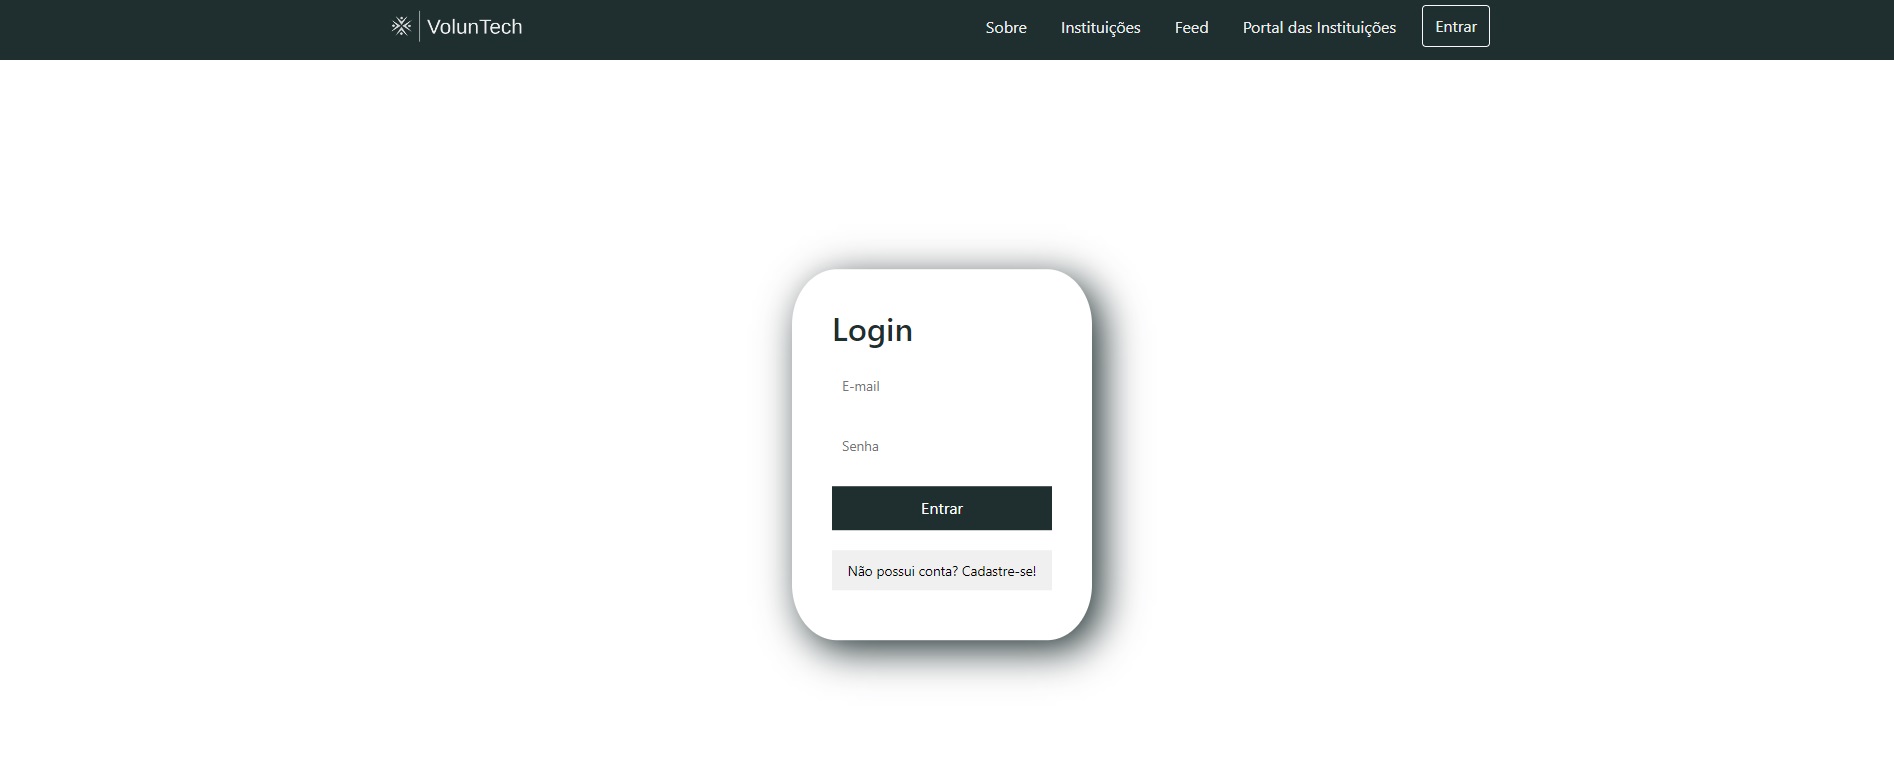 VolunTech
Sobre
Instituições
Feed
Portal das Instituições
Entrar
Login
E-mail
Senha
Entrar
Não possui conta? Cadastre-se!